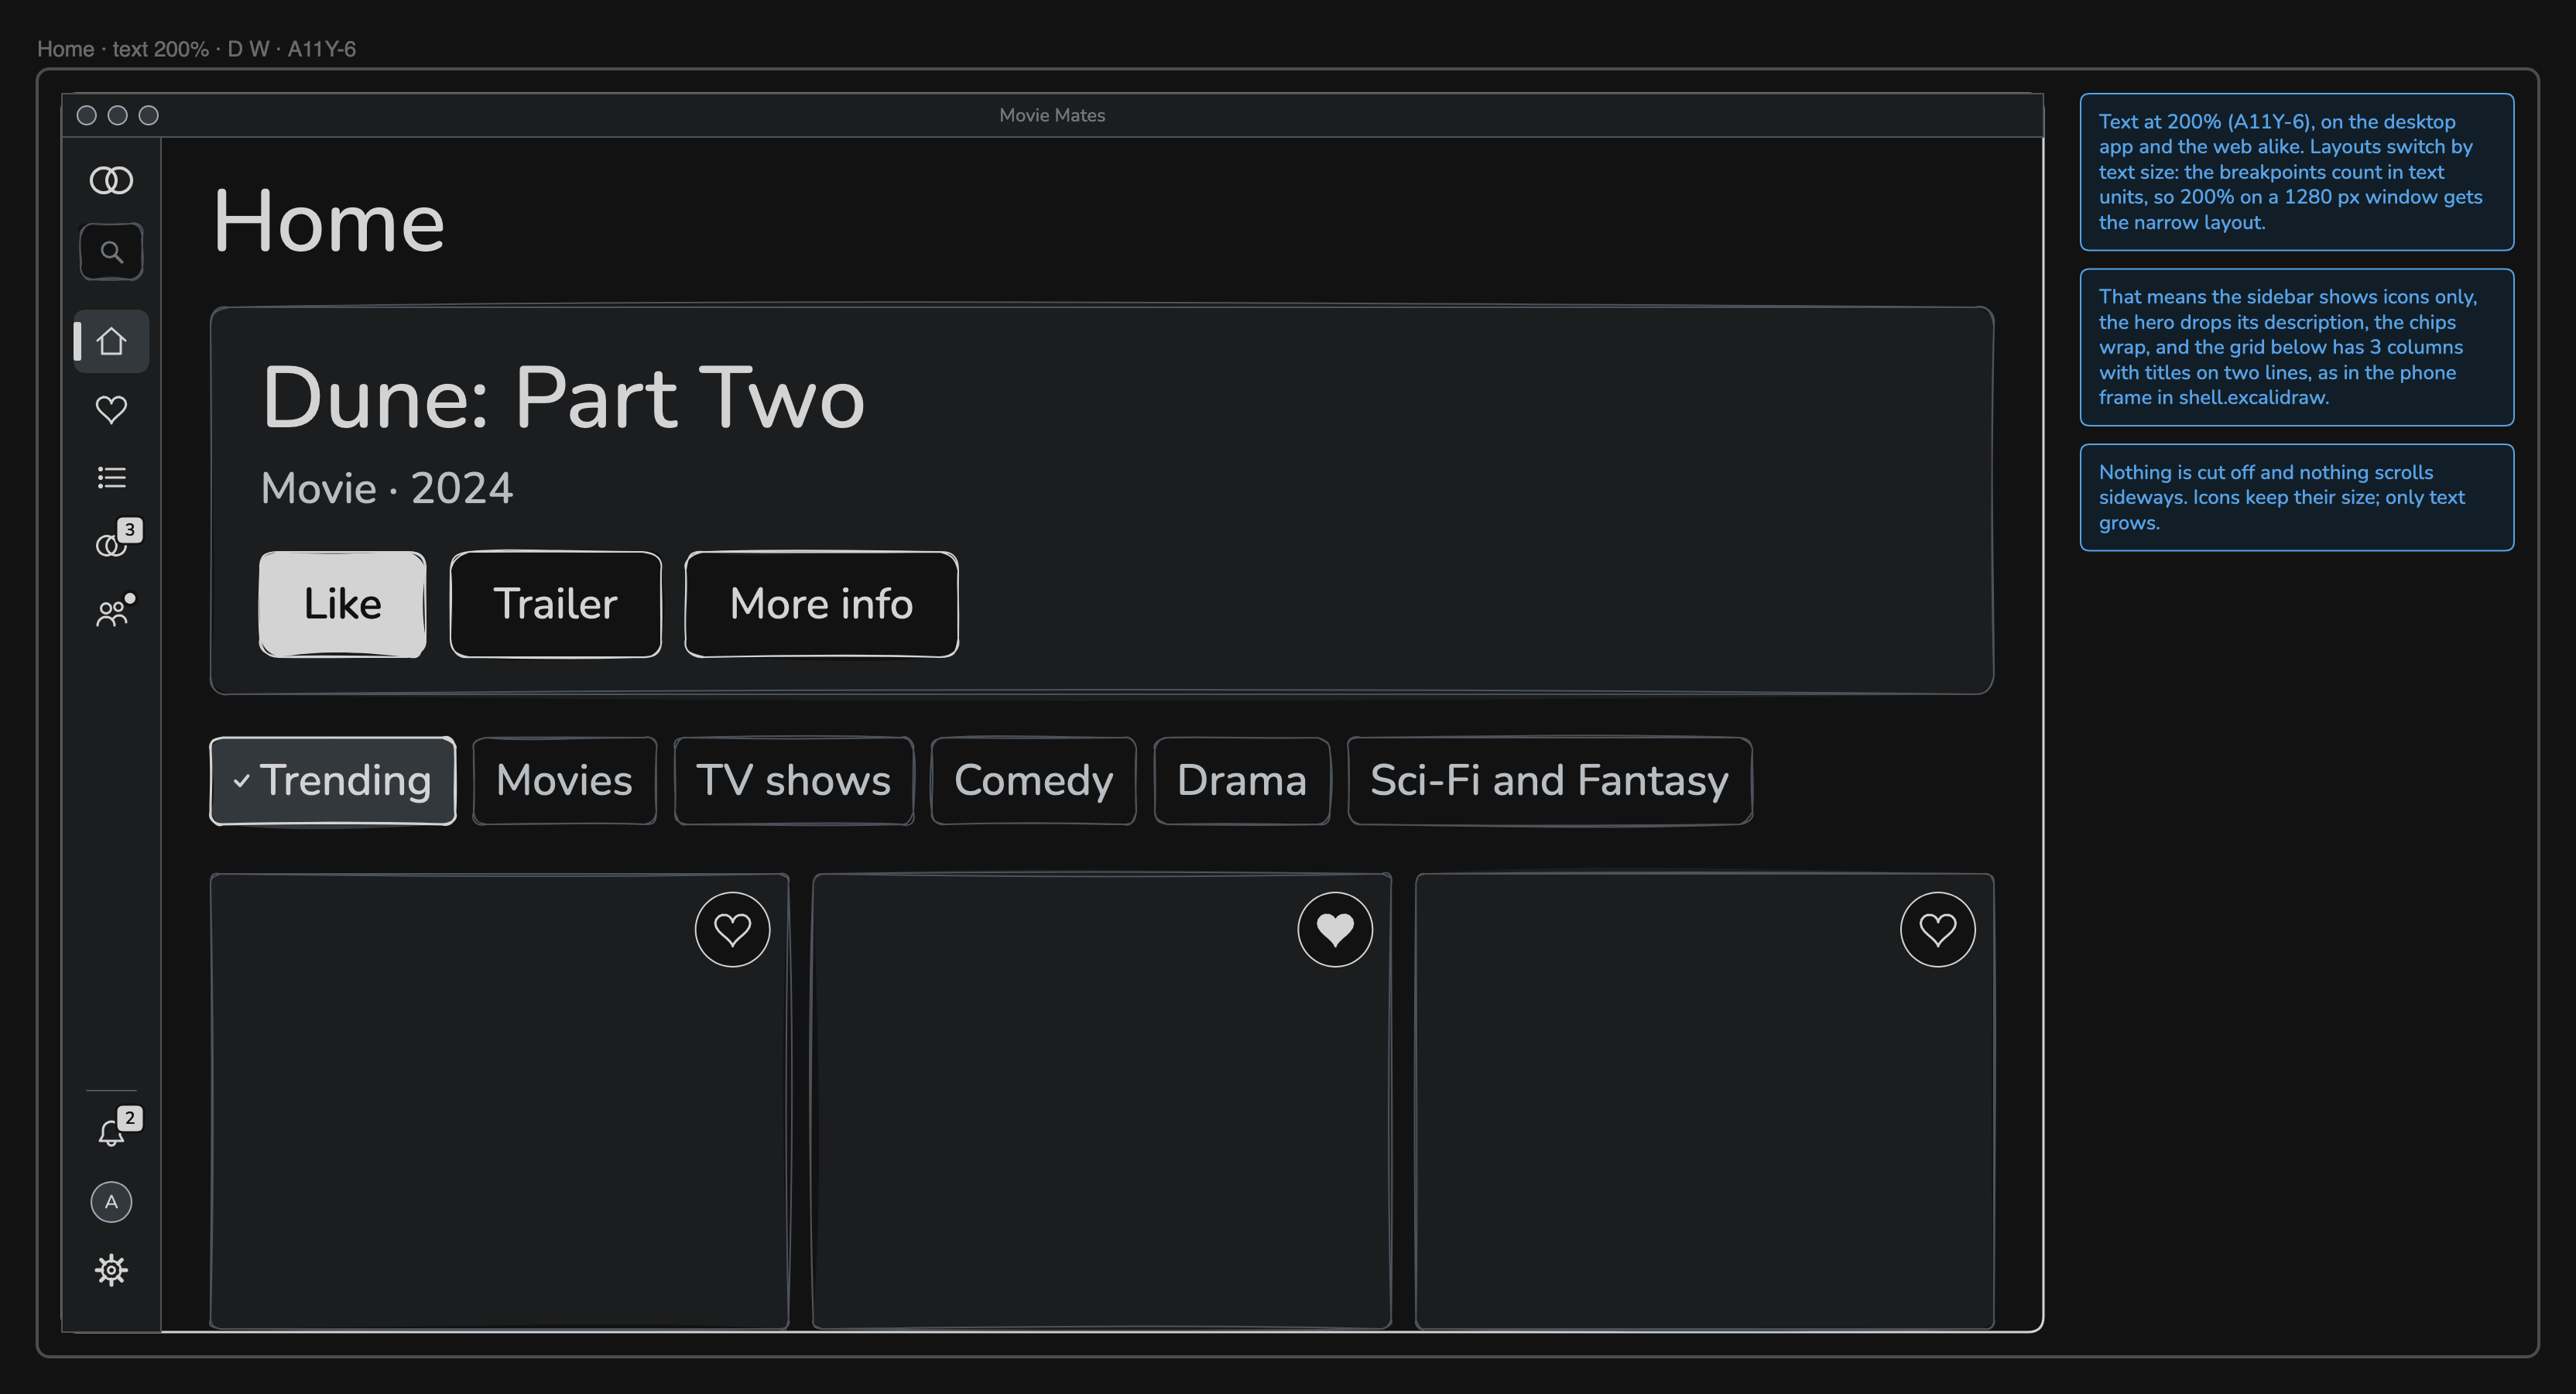 Home · text 200% · D W · A11Y-6
Movie Mates
Home
Dune: Part Two
Movie · 2024
Like
Trailer
More info
Trending
Movies
TV shows
Comedy
Drama
Sci-Fi and Fantasy
3
2
A
Text at 200% (A11Y-6), on the desktop
app and the web alike. Layouts switch by
text size: the breakpoints count in text
units, so 200% on a 1280 px window gets
the narrow layout.
That means the sidebar shows icons only,
the hero drops its description, the chips
wrap, and the grid below has 3 columns
with titles on two lines, as in the phone
frame in shell.excalidraw.
Nothing is cut off and nothing scrolls
sideways. Icons keep their size; only text
grows.